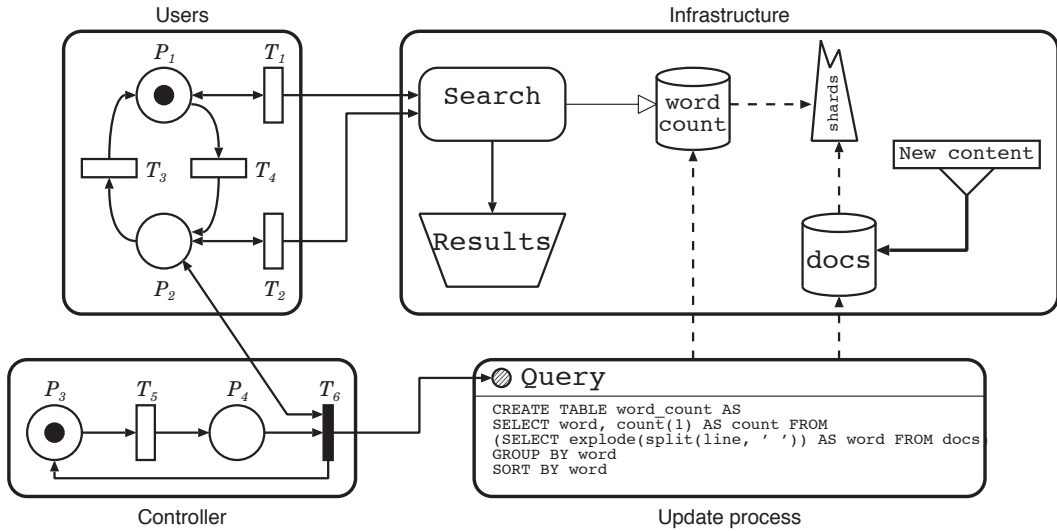 Users
P1
T1
T3
T4
P2
T2
Infrastructure
Search
word
count
shards
New content
Results
docs
P3
T5
P4
T6
Controller
Query
CREATE TABLE word_count AS
SELECT word, count(1) AS count FROM
(SELECT explode(split(line, ' ')) AS word FROM docs)
GROUP BY word
SORT BY word
Update process